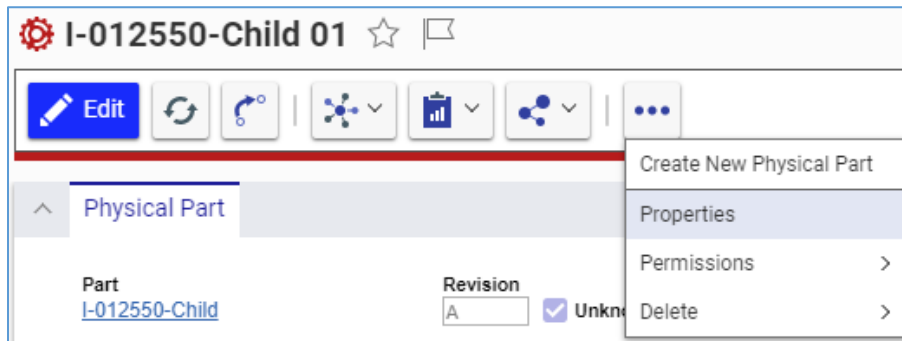 I-012550-Child 01
Edit
Create New Physical Part
Physical Part
Properties
Permissions
Part
Revision
I-012550-Child
A
Delete